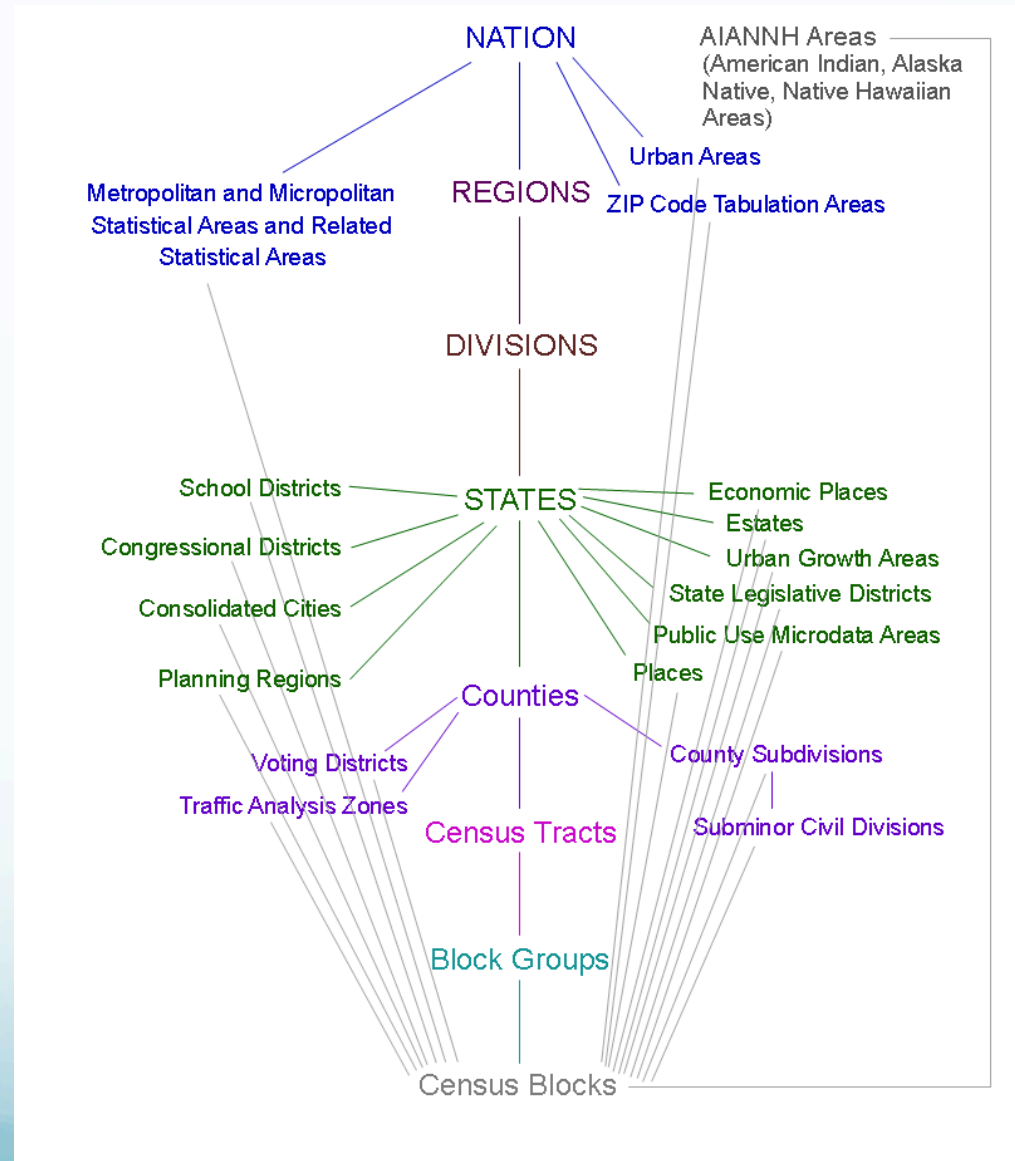 NATION
AIANNH Areas
(American Indian, Alaska
Native, Native Hawaiian
Areas)
Urban Areas
Metropolitan and Micropolitan
Statistical Areas and Related
Statistical Areas
REGIONS
ZIP Code Tabulation Areas
DIVISIONS
School Districts
Congressional Districts
Consolidated Cities
Planning Regions
STATES
Economic Places
Estates
Urban Growth Areas
State Legislative Districts
Public Use Microdata Areas
Places
Counties
Voting Districts
Traffic Analysis Zones
County Subdivisions
Subminor Civil Divisions
Census Tracts
Block Groups
Census Blocks